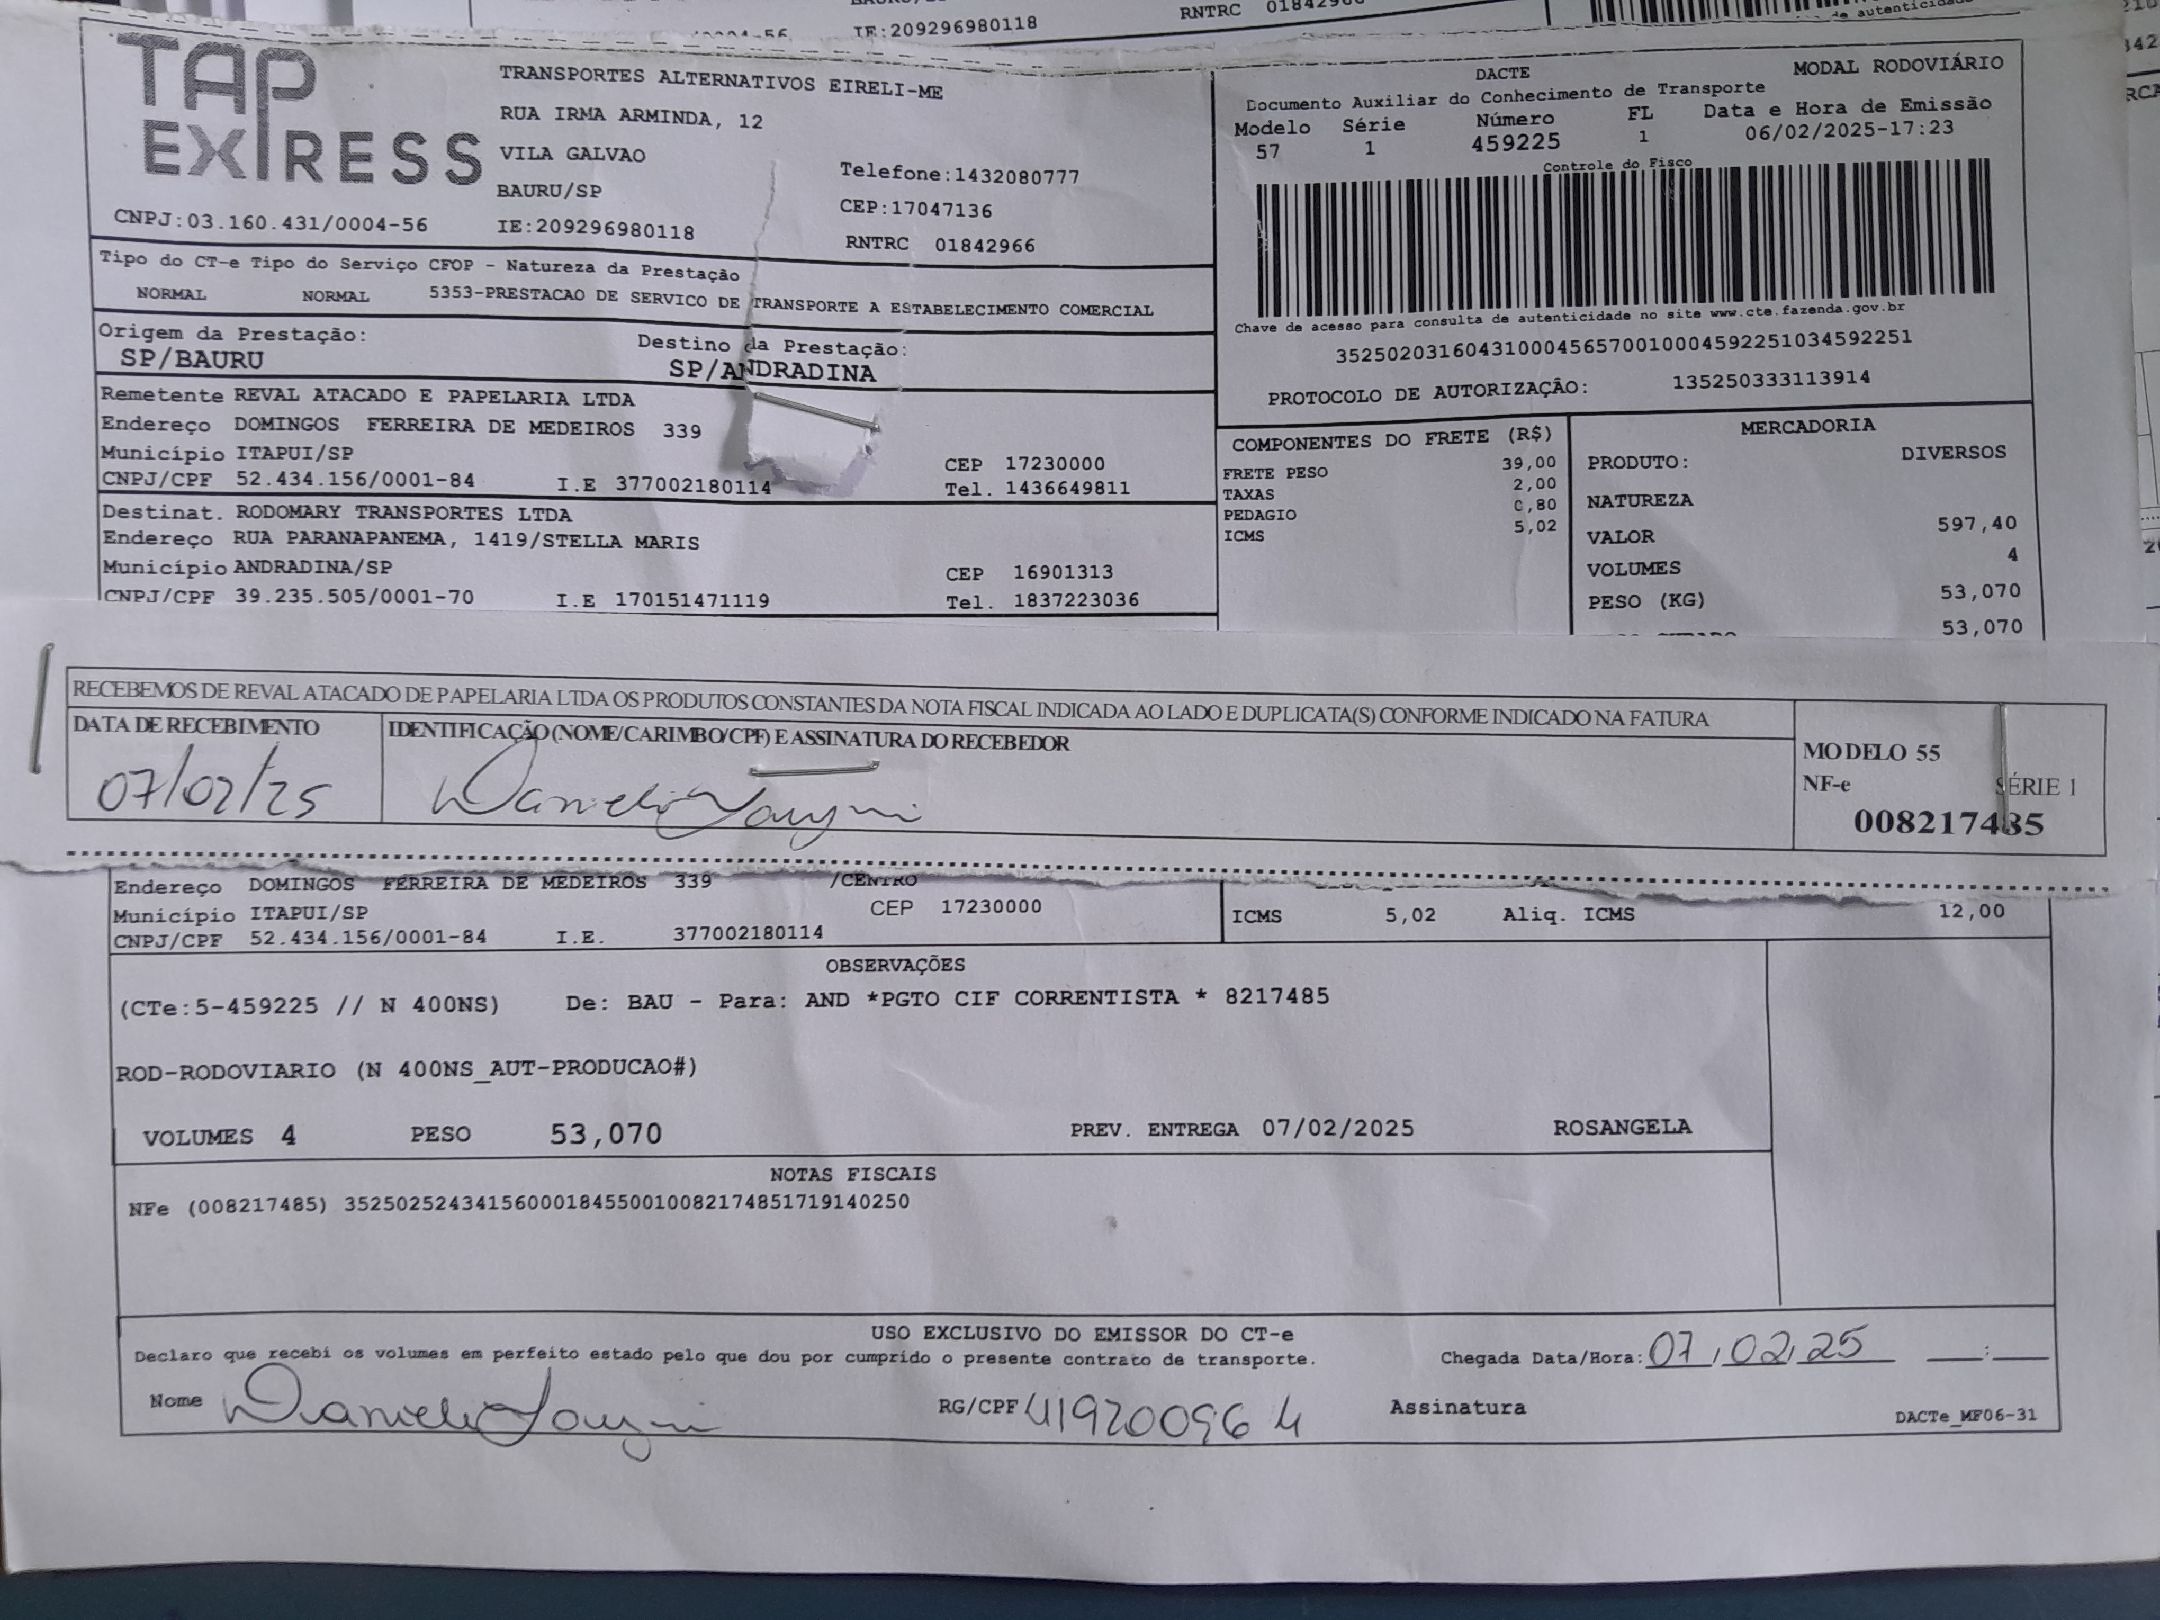 IE:209296980118
RNTRC
TAP
EXPRESS
CNPJ:03.160.431/0004-56
TRANSPORTES ALTERNATIVOS EIRELI-ME
RUA IRMA ARMINDA, 12
VILA GALVAO
BAURU/SP
IE:209296980118
Telefone:1432080777
CEP:17047136
RNTRC 01842966
DACTE MODAL RODOVIÁRIO
Documento Auxiliar do Conhecimento de Transporte
Modelo Série Número FL Data e Hora de Emissão
57 1 459225 1 06/02/2025-17:23
Controle do Fisco
Chave de acesso para consulta de autenticidade no site www.cte.fazenda.gov.br
35250203160431000456570010004592251034592251
PROTOCOLO DE AUTORIZAÇÃO: 135250333113914
Tipo do CT-e Tipo do Serviço CFOP - Natureza da Prestação
NORMAL NORMAL 5353-PRESTACAO DE SERVICO DE TRANSPORTE A ESTABELECIMENTO COMERCIAL
Origem da Prestação: Destino da Prestação:
SP/BAURU SP/ANDRADINA
Remetente REVAL ATACADO E PAPELARIA LTDA
Endereço DOMINGOS FERREIRA DE MEDEIROS 339
Município ITAPUI/SP CEP 17230000
CNPJ/CPF 52.434.156/0001-84 I.E 377002180114 Tel. 1436649811
Destinat. RODOMARY TRANSPORTES LTDA
Endereço RUA PARANAPANEMA, 1419/STELLA MARIS
Município ANDRADINA/SP CEP 16901313
CNPJ/CPF 39.235.505/0001-70 I.E 170151471119 Tel. 1837223036
COMPONENTES DO FRETE (R$)
FRETE PESO 39,00
TAXAS 2,00
PEDAGIO 0,80
ICMS 5,02
MERCADORIA
PRODUTO: DIVERSOS
NATUREZA
VALOR 597,40
VOLUMES 4
PESO (KG) 53,070
53,070
RECEBEMOS DE REVAL ATACADO DE PAPELARIA LTDA OS PRODUTOS CONSTANTES DA NOTA FISCAL INDICADA AO LADO E DUPLICATA(S) CONFORME INDICADO NA FATURA
DATA DE RECEBIMENTO IDENTIFICAÇÃO (NOME/CARIMBO/CPF) E ASSINATURA DO RECEBEDOR
07/02/25
MODELO 55
NF-e SÉRIE 1
008217485
Endereço DOMINGOS FERREIRA DE MEDEIROS 339 /CENTRO
Município ITAPUI/SP CEP 17230000
CNPJ/CPF 52.434.156/0001-84 I.E. 377002180114
ICMS 5,02 Aliq. ICMS 12,00
OBSERVAÇÕES
(CTe:5-459225 // N 400NS) De: BAU - Para: AND *PGTO CIF CORRENTISTA * 8217485
ROD-RODOVIARIO (N 400NS_AUT-PRODUCAO#)
VOLUMES 4 PESO 53,070 PREV. ENTREGA 07/02/2025 ROSANGELA
NOTAS FISCAIS
NFe (008217485) 35250252434156000184550010082174851719140250
USO EXCLUSIVO DO EMISSOR DO CT-e
Declaro que recebi os volumes em perfeito estado pelo que dou por cumprido o presente contrato de transporte. Chegada Data/Hora: 07,02,25 __:__
Nome RG/CPF 419200964 Assinatura
DACTe_MF06-31